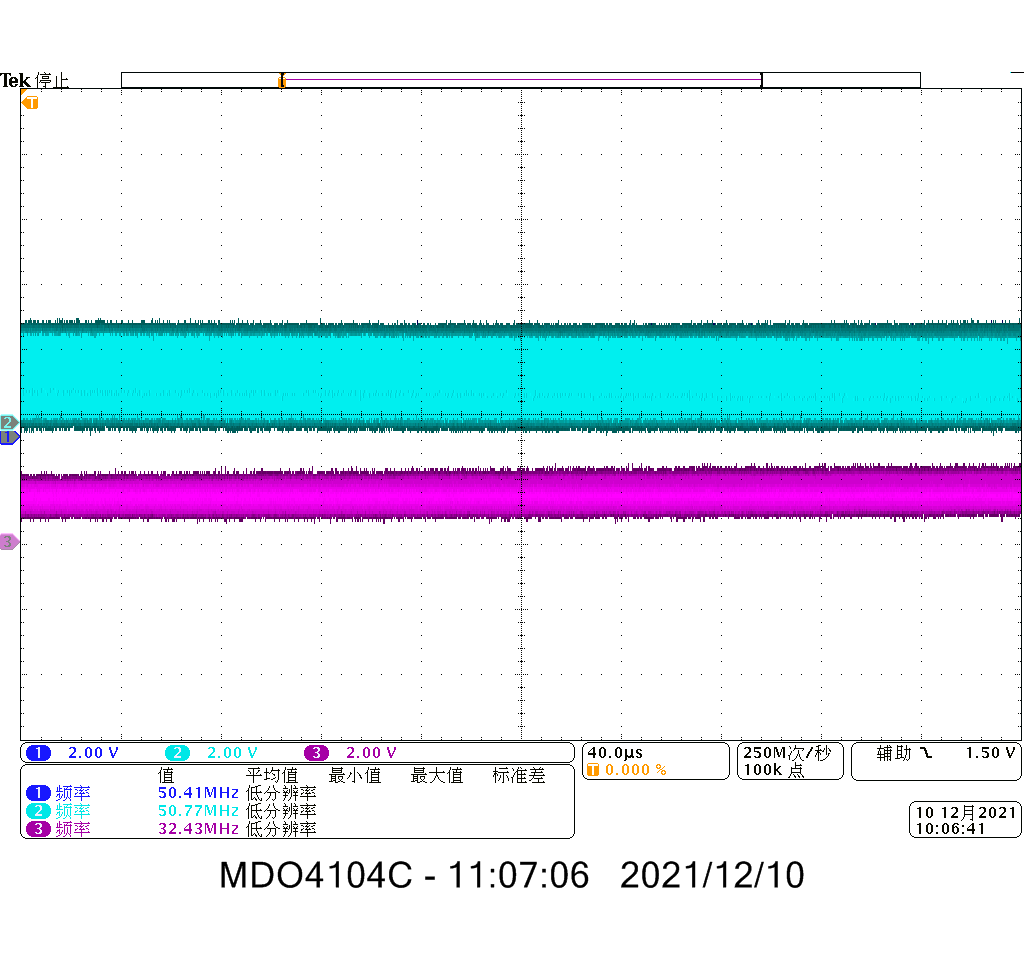 Tek 停止
T
2
1
3
1 2.00 V 2 2.00 V 3 2.00 V
40.0µs
T 0.000 %
250M次/秒
100k 点
辅助 1.50 V
值 平均值 最小值 最大值 标准差
1 频率 50.41MHz 低分辨率
2 频率 50.77MHz 低分辨率
3 频率 32.43MHz 低分辨率
10 12月2021
10:06:41
MDO4104C - 11:07:06 2021/12/10